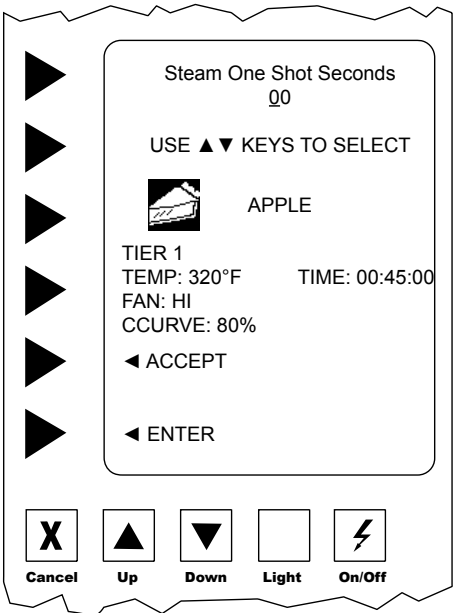 Steam One Shot Seconds
00
USE ▲▼ KEYS TO SELECT
APPLE
TIER 1
TEMP: 320°F TIME: 00:45:00
FAN: HI
CCURVE: 80%
◄ ACCEPT
◄ ENTER
X
Cancel Up Down Light On/Off